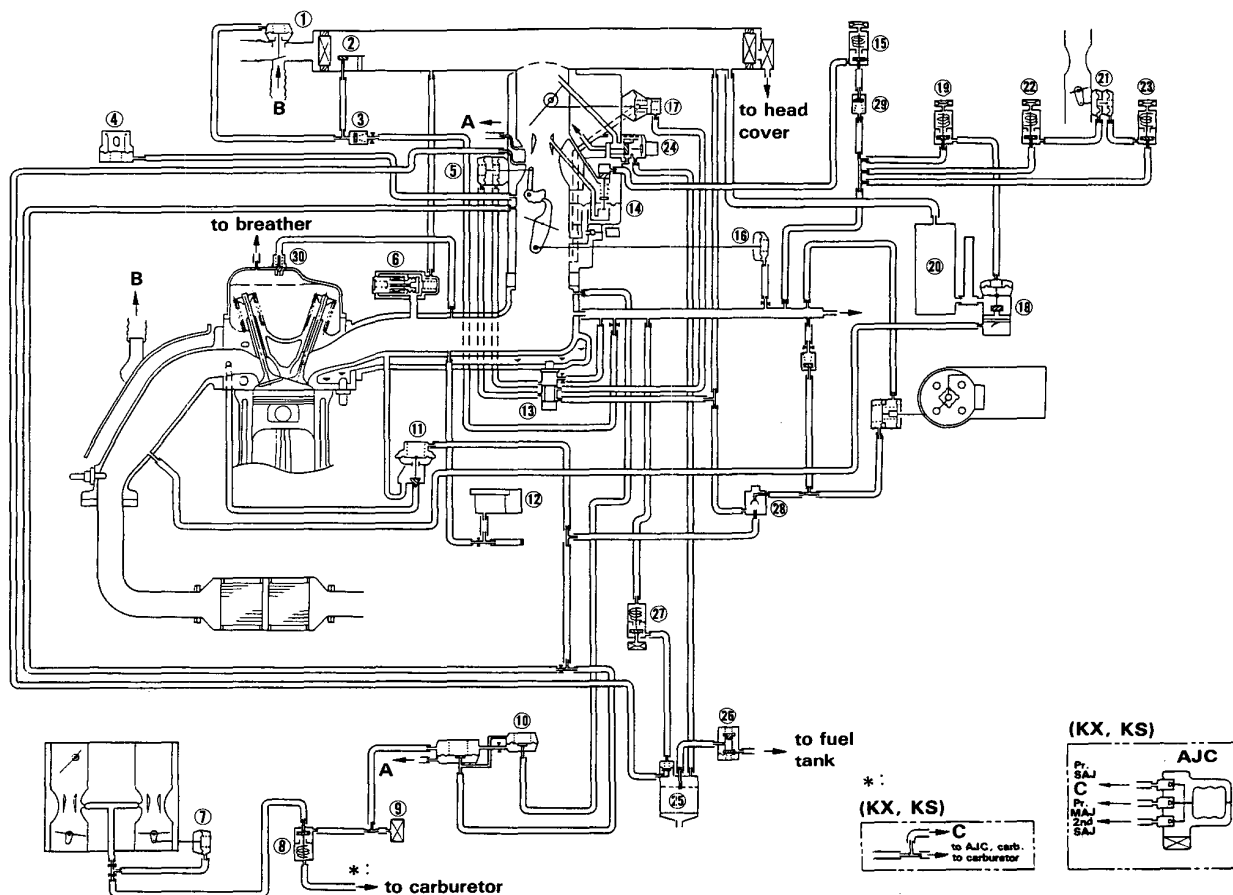 ①
②
B
③
④
A
⑤
to head
cover
⑰
㉔
⑭
⑮
㉙
⑲
㉒
㉑
㉓
to breather
㉚
⑥
B
⑯
⑳
⑱
⑬
⑪
⑫
㉘
㉗
⑩
A
㉖
to fuel
tank
㉕
⑦
⑧
⑨
*:
to carburetor
*:
(KX, KS)
C
to AJC, carb.
to carburetor
(KX, KS)
AJC
Pr.
SAJ
C
Pr.
MAJ
2nd
SAJ